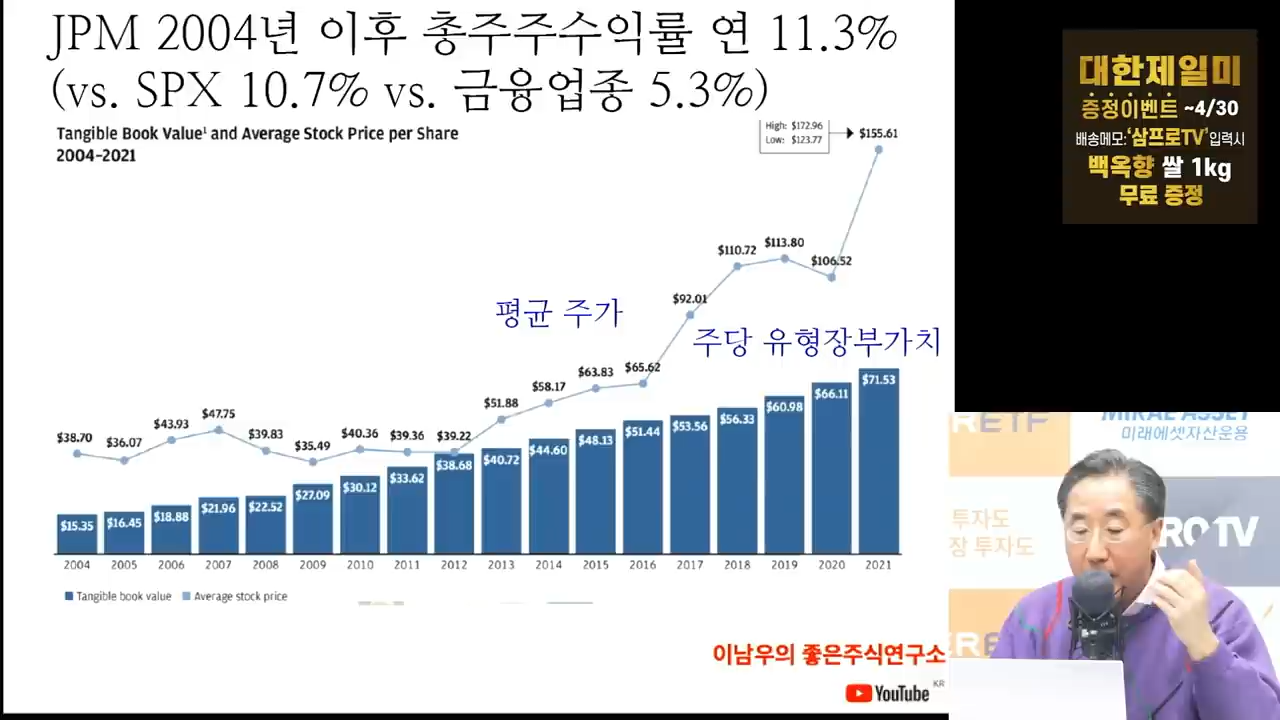 JPM 2004년 이후 총주주수익률 연 11.3%
(vs. SPX 10.7% vs. 금융업종 5.3%)
Tangible Book Value¹ and Average Stock Price per Share
2004–2021
High: $172.96
Low: $123.77
$155.61
$110.72
$113.80
$106.52
$92.01
평균 주가
주당 유형장부가치
$38.70
$36.07
$43.93
$47.75
$39.83
$35.49
$40.36
$39.36
$39.22
$51.88
$58.17
$63.83
$65.62
$15.35
$16.45
$18.88
$21.96
$22.52
$27.09
$30.12
$33.62
$38.68
$40.72
$44.60
$48.13
$51.44
$53.56
$56.33
$60.98
$66.11
$71.53
2004 2005 2006 2007 2008 2009 2010 2011 2012 2013 2014 2015 2016 2017 2018 2019 2020 2021
Tangible book value Average stock price
이남우의 좋은주식연구소
YouTube KR
대한제일미
증정이벤트 ~4/30
배송메모:'삼프로TV'입력시
백옥향 쌀 1kg
무료 증정
RETF
MIRAE ASSET
미래에셋자산운용
투자도
장 투자도
RO TV
ERE